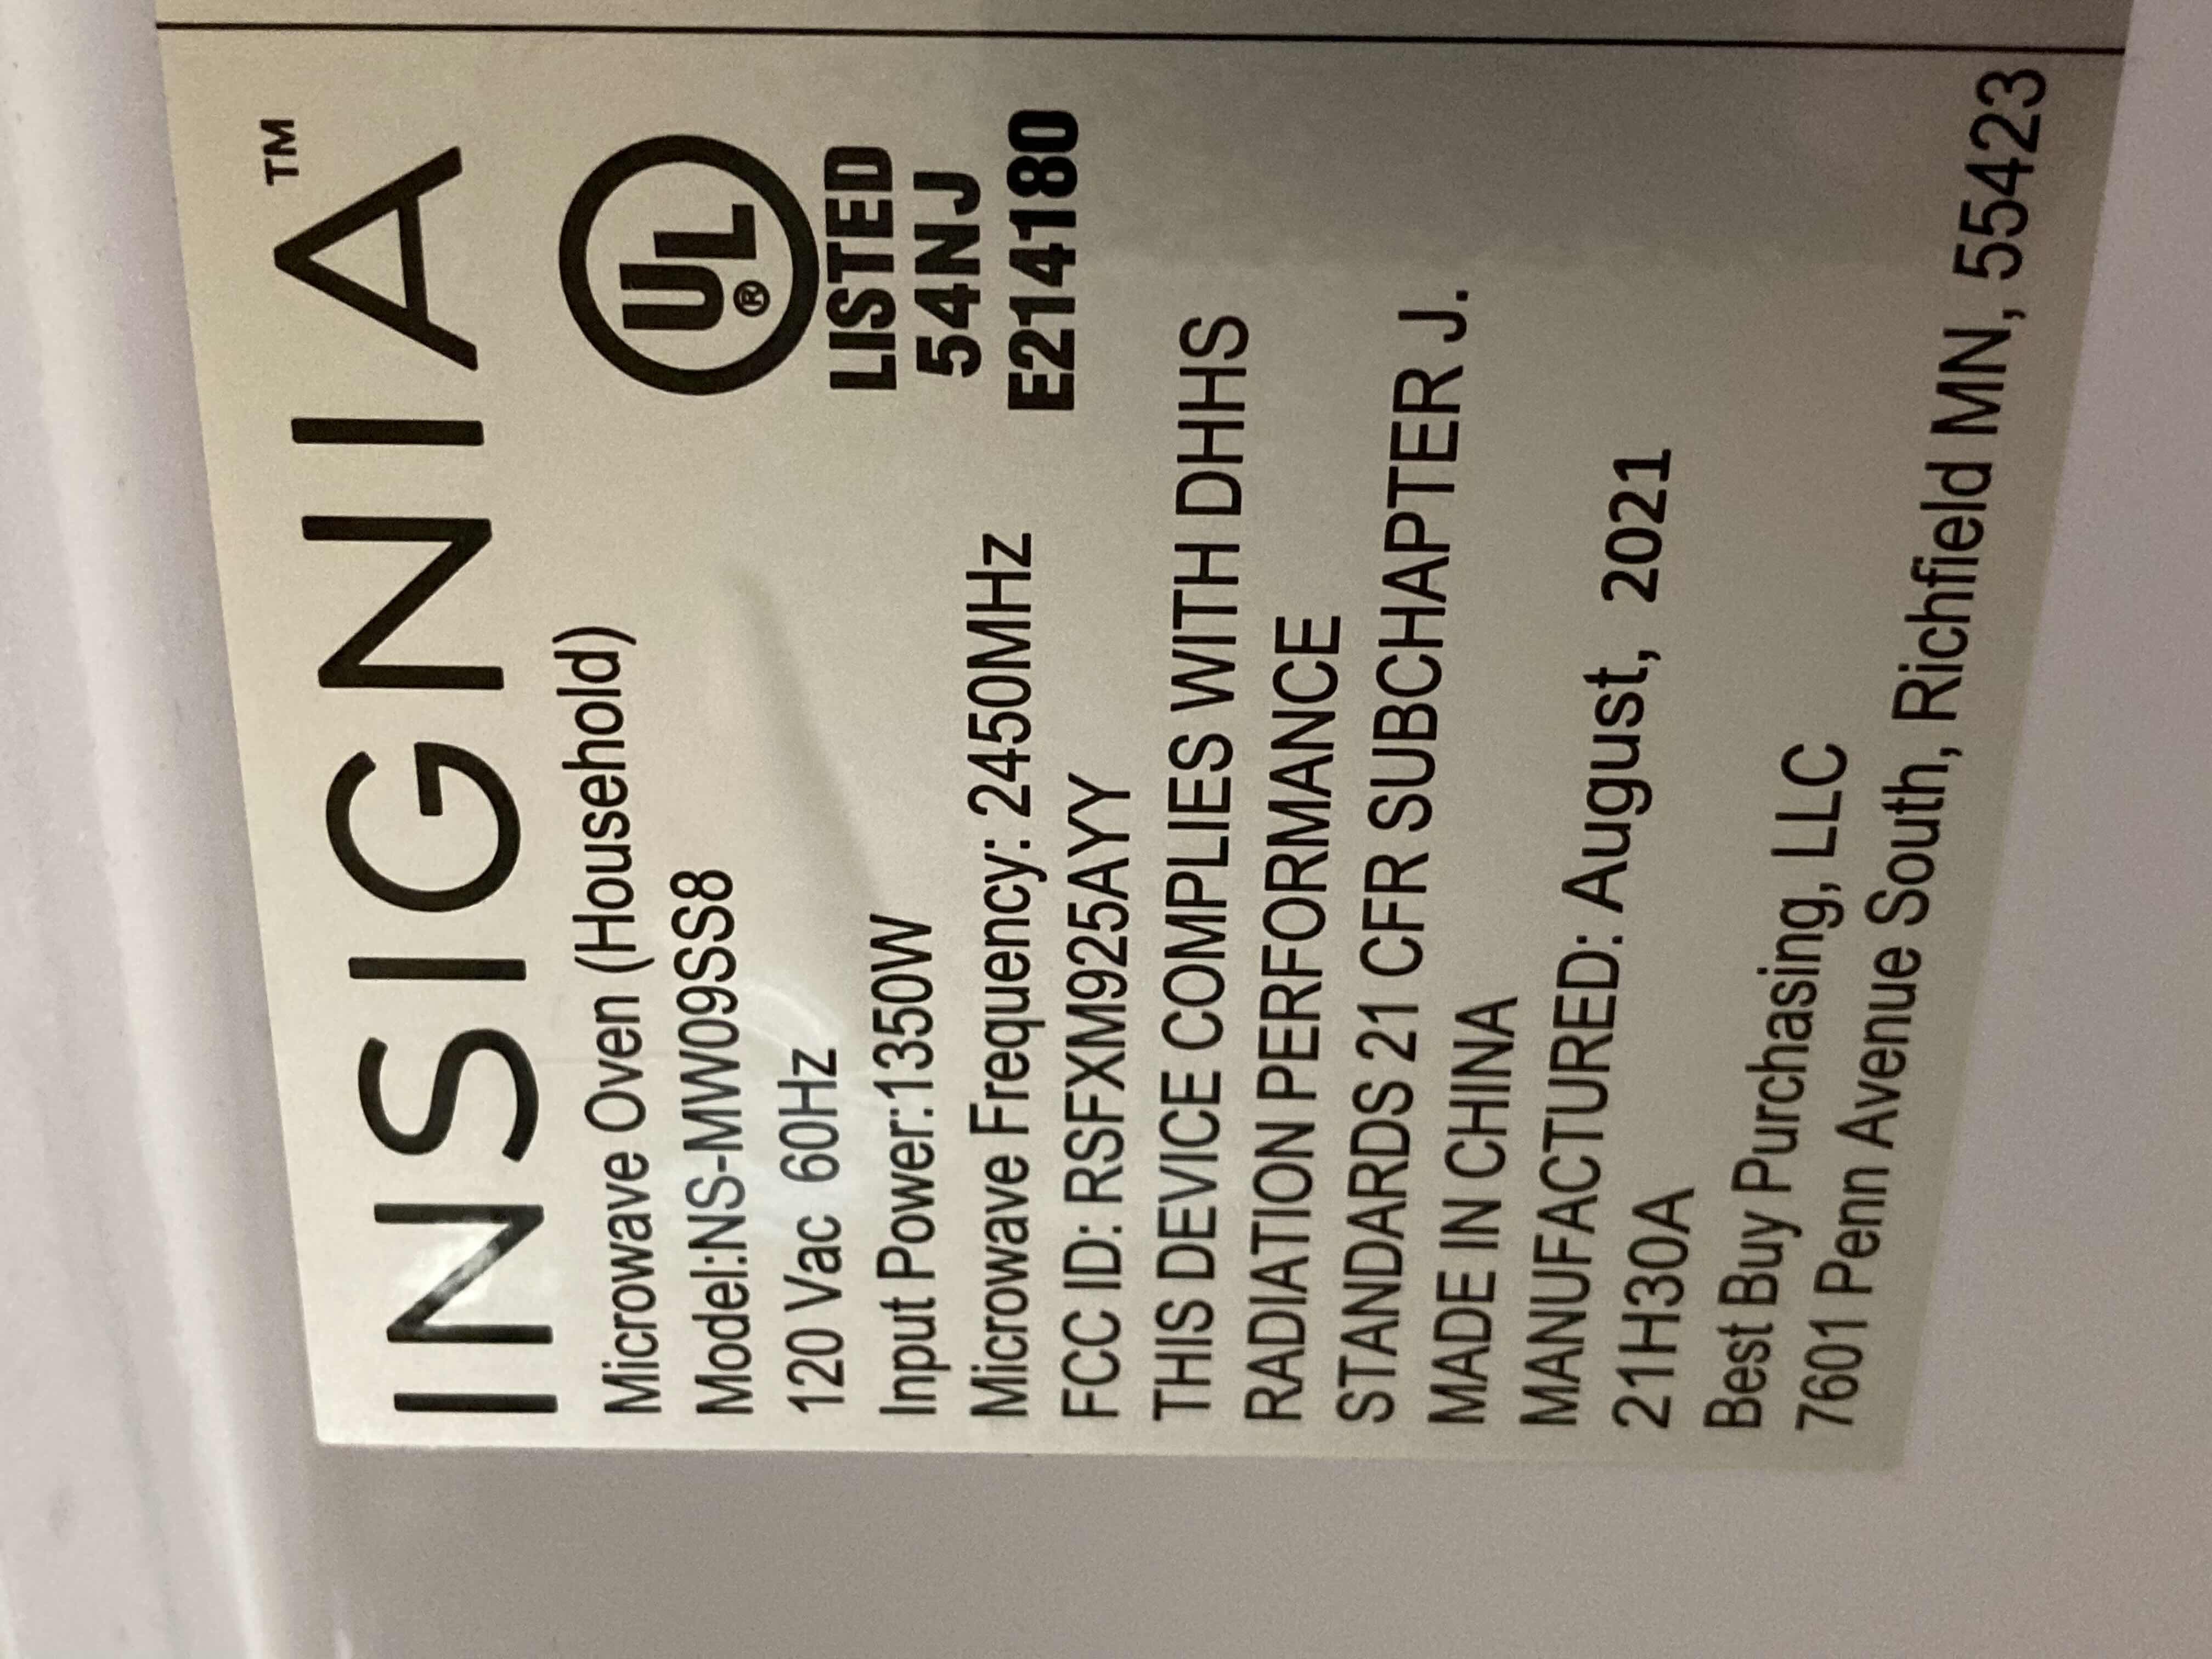 INSIGNIA™
Microwave Oven (Household)
Model:NS-MW09SS8
120 Vac 60Hz
Input Power:1350W
Microwave Frequency: 2450MHz
FCC ID: RSFXM925AYY
UL®
LISTED
54NJ
E214180
THIS DEVICE COMPLIES WITH DHHS
RADIATION PERFORMANCE
STANDARDS 21 CFR SUBCHAPTER J.
MADE IN CHINA
MANUFACTURED: August, 2021
21H30A
Best Buy Purchasing, LLC
7601 Penn Avenue South, Richfield MN, 55423